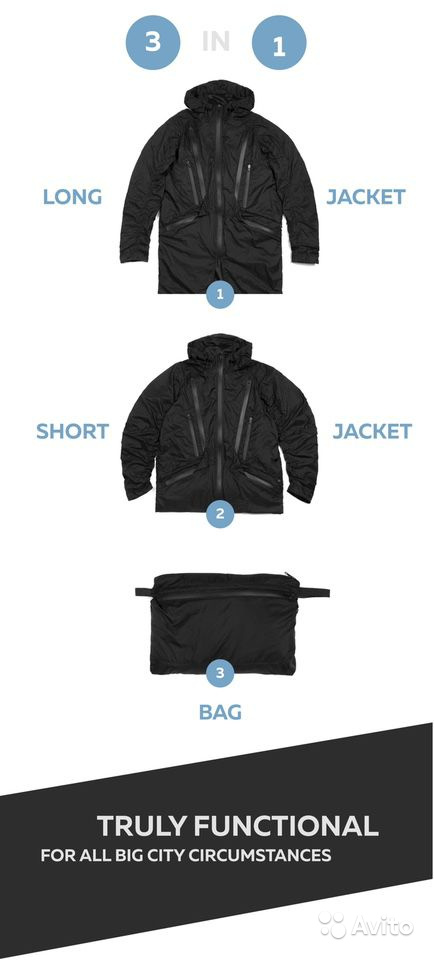 3 IN 1
LONG JACKET
1
SHORT JACKET
2
3
BAG
TRULY FUNCTIONAL
FOR ALL BIG CITY CIRCUMSTANCES
Avito